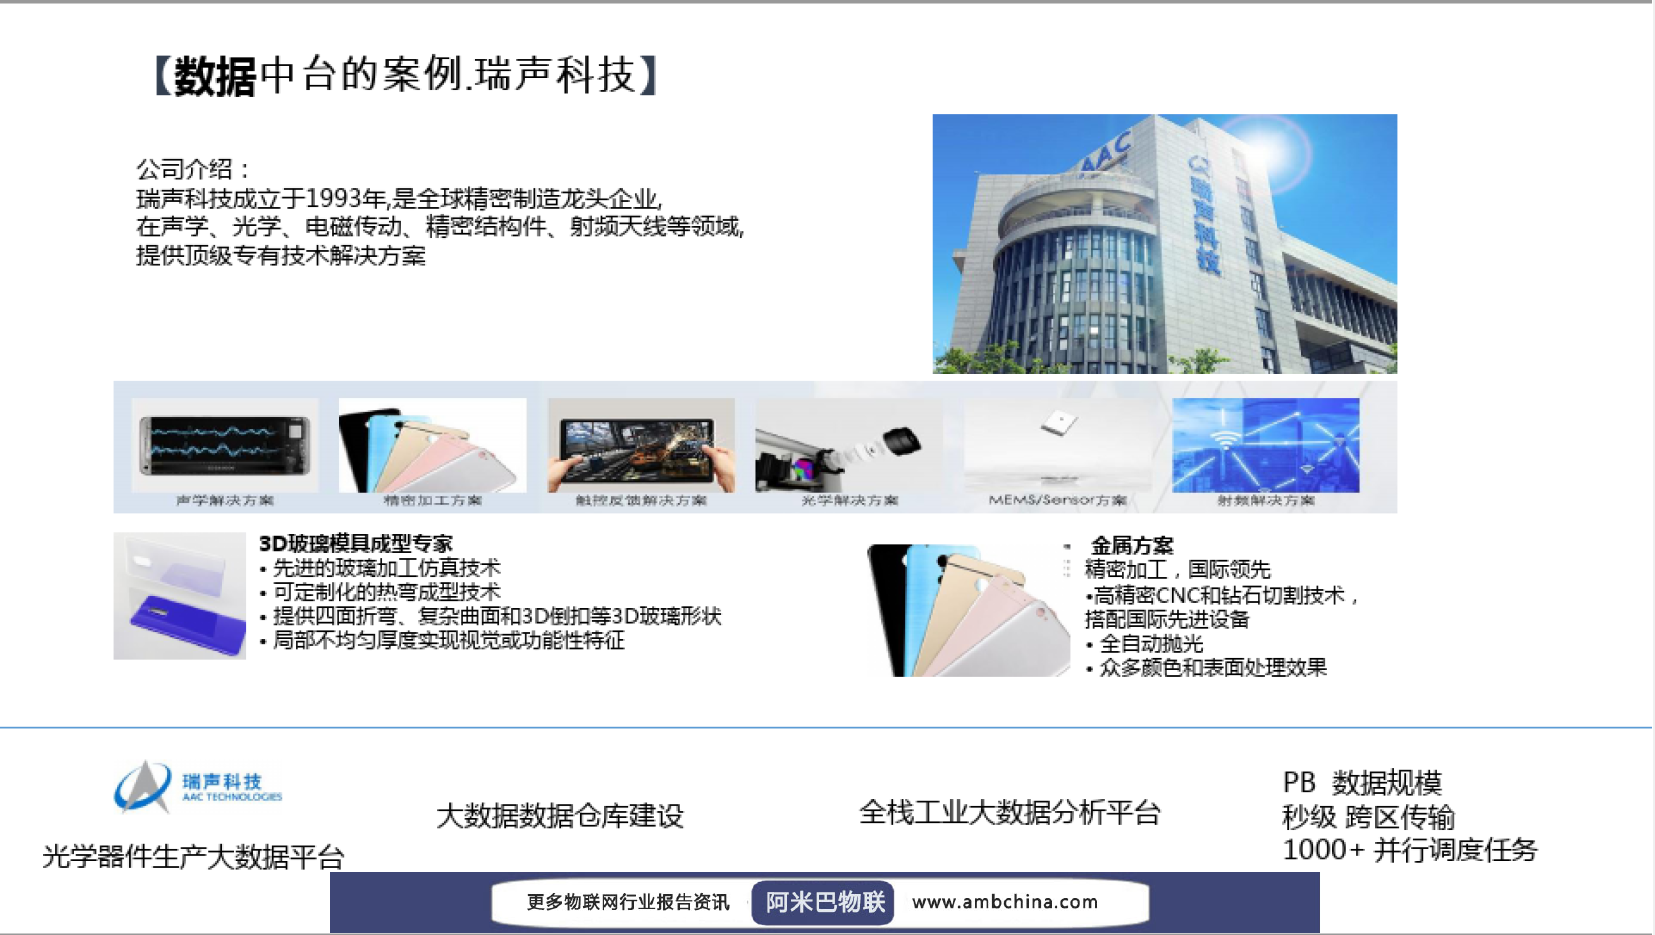 【数据中台的案例.瑞声科技】
公司介绍：
瑞声科技成立于1993年,是全球精密制造龙头企业,
在声学、光学、电磁传动、精密结构件、射频天线等领域,
提供顶级专有技术解决方案
AAC
瑞声科技
声学解决方案
精密加工方案
触控反馈解决方案
光学解决方案
MEMS/Sensor方案
射频解决方案
3D玻璃模具成型专家
• 先进的玻璃加工仿真技术
• 可定制化的热弯成型技术
• 提供四面折弯、复杂曲面和3D倒扣等3D玻璃形状
• 局部不均匀厚度实现视觉或功能性特征
金属方案
精密加工，国际领先
•高精密CNC和钻石切割技术，
搭配国际先进设备
• 全自动抛光
• 众多颜色和表面处理效果
瑞声科技
AAC TECHNOLOGIES
光学器件生产大数据平台
大数据数据仓库建设
全栈工业大数据分析平台
PB 数据规模
秒级 跨区传输
1000+ 并行调度任务
更多物联网行业报告资讯 阿米巴物联 www.ambchina.com